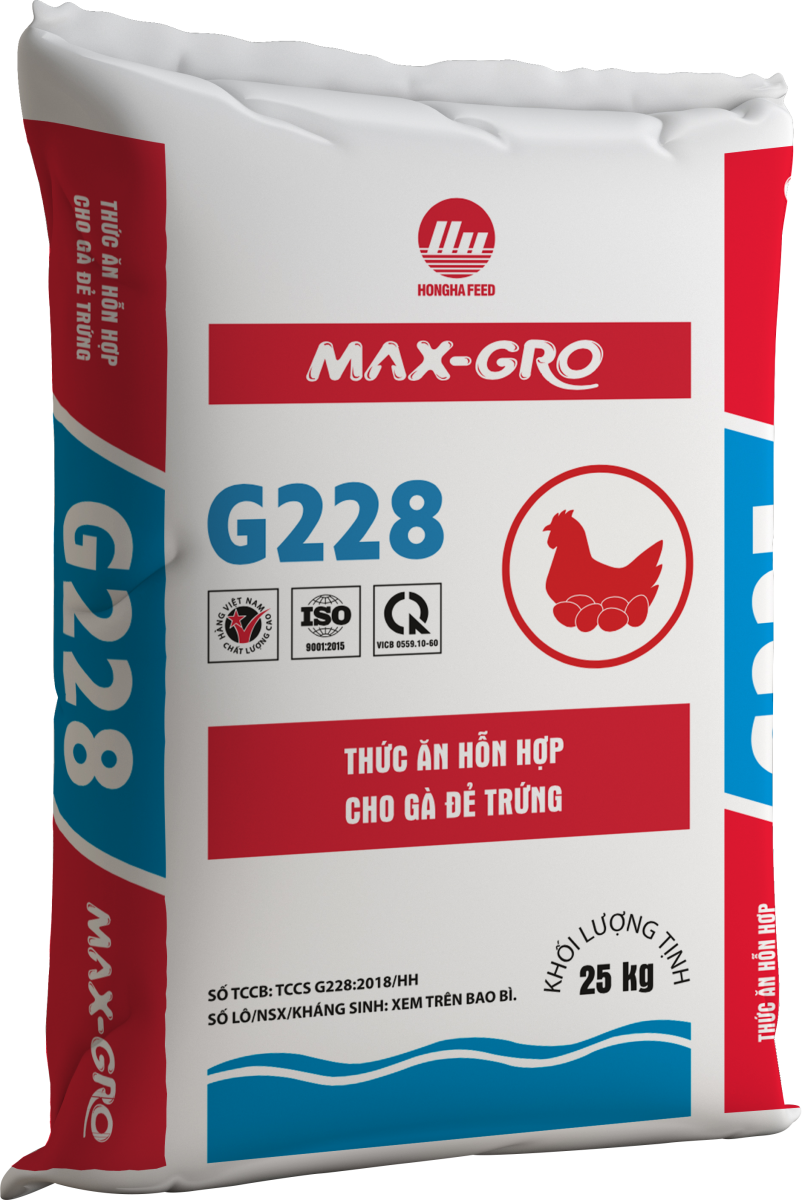 THỨC ĂN HỖN HỢP
CHO GÀ ĐẺ TRỨNG
G228
MAX-GRO
HONGHA FEED
MAX-GRO
G228
HÀNG VIỆT NAM
CHẤT LƯỢNG CAO
ISO
9001:2015
VICB 0559.10-60
THỨC ĂN HỖN HỢP
CHO GÀ ĐẺ TRỨNG
KHỐI LƯỢNG TỊNH
25 kg
SỐ TCCB: TCCS G228:2018/HH
SỐ LÔ/NSX/KHÁNG SINH: XEM TRÊN BAO BÌ.
THỨC ĂN HỖN HỢP